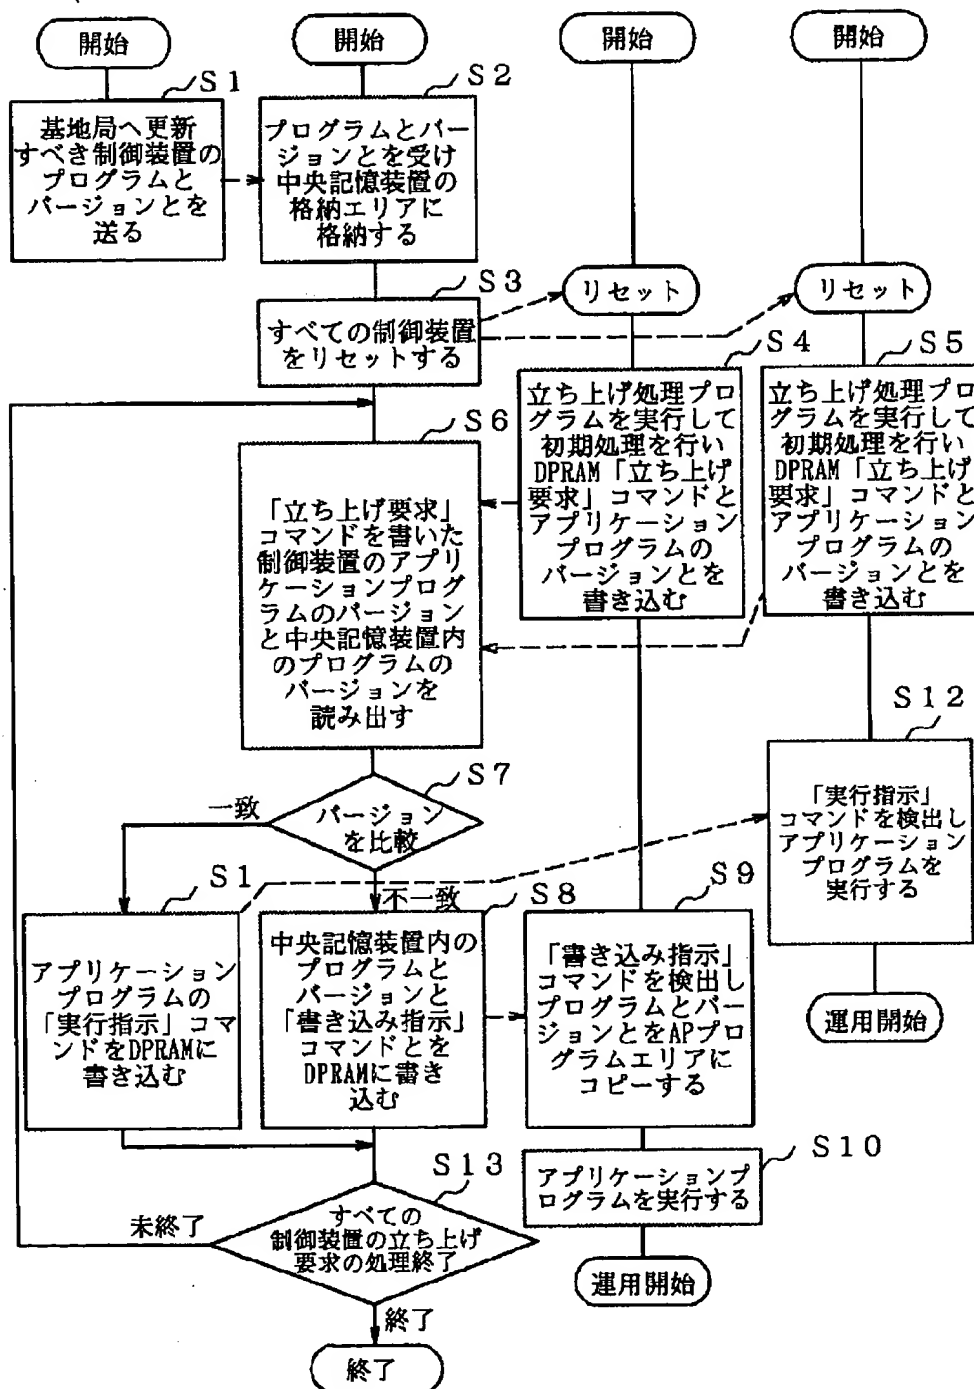 開始
開始
開始
開始
S1
基地局へ更新
すべき制御装置の
プログラムと
バージョンとを
送る
S2
プログラムとバー
ジョンとを受け
中央記憶装置の
格納エリアに
格納する
S3
すべての制御装置
をリセットする
リセット
リセット
S4
立ち上げ処理プロ
グラムを実行して
初期処理を行い
DPRAM「立ち上げ
要求」コマンドと
アプリケーション
プログラムの
バージョンとを
書き込む
S5
立ち上げ処理プロ
グラムを実行して
初期処理を行い
DPRAM「立ち上げ
要求」コマンドと
アプリケーション
プログラムの
バージョンとを
書き込む
S6
「立ち上げ要求」
コマンドを書いた
制御装置のアプリ
ケーションプログ
ラムのバージョン
と中央記憶装置内
のプログラムの
バージョンを
読み出す
S7
バージョン
を比較
一致
不一致
S1
アプリケーション
プログラムの
「実行指示」コマ
ンドをDPRAMに
書き込む
S8
中央記憶装置内の
プログラムと
バージョンと
「書き込み指示」
コマンドとを
DPRAMに書き
込む
S9
「書き込み指示」
コマンドを検出し
プログラムとバー
ジョンとをAPプロ
グラムエリアに
コピーする
S12
「実行指示」
コマンドを検出し
アプリケーション
プログラムを
実行する
運用開始
S10
アプリケーションプ
ログラムを実行する
運用開始
S13
すべての
制御装置の立ち上げ
要求の処理終了
未終了
終了
終了